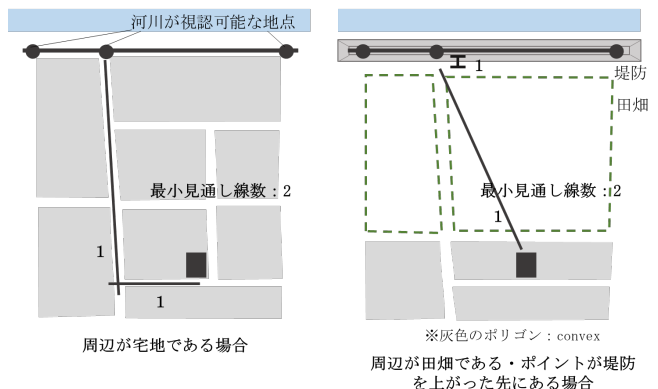 河川が視認可能な地点
1
堤防
田畑
最小見通し線数：2
最小見通し線数：2
1
1
1
※灰色のポリゴン：convex
周辺が宅地である場合
周辺が田畑である・ポイントが堤防
を上がった先にある場合